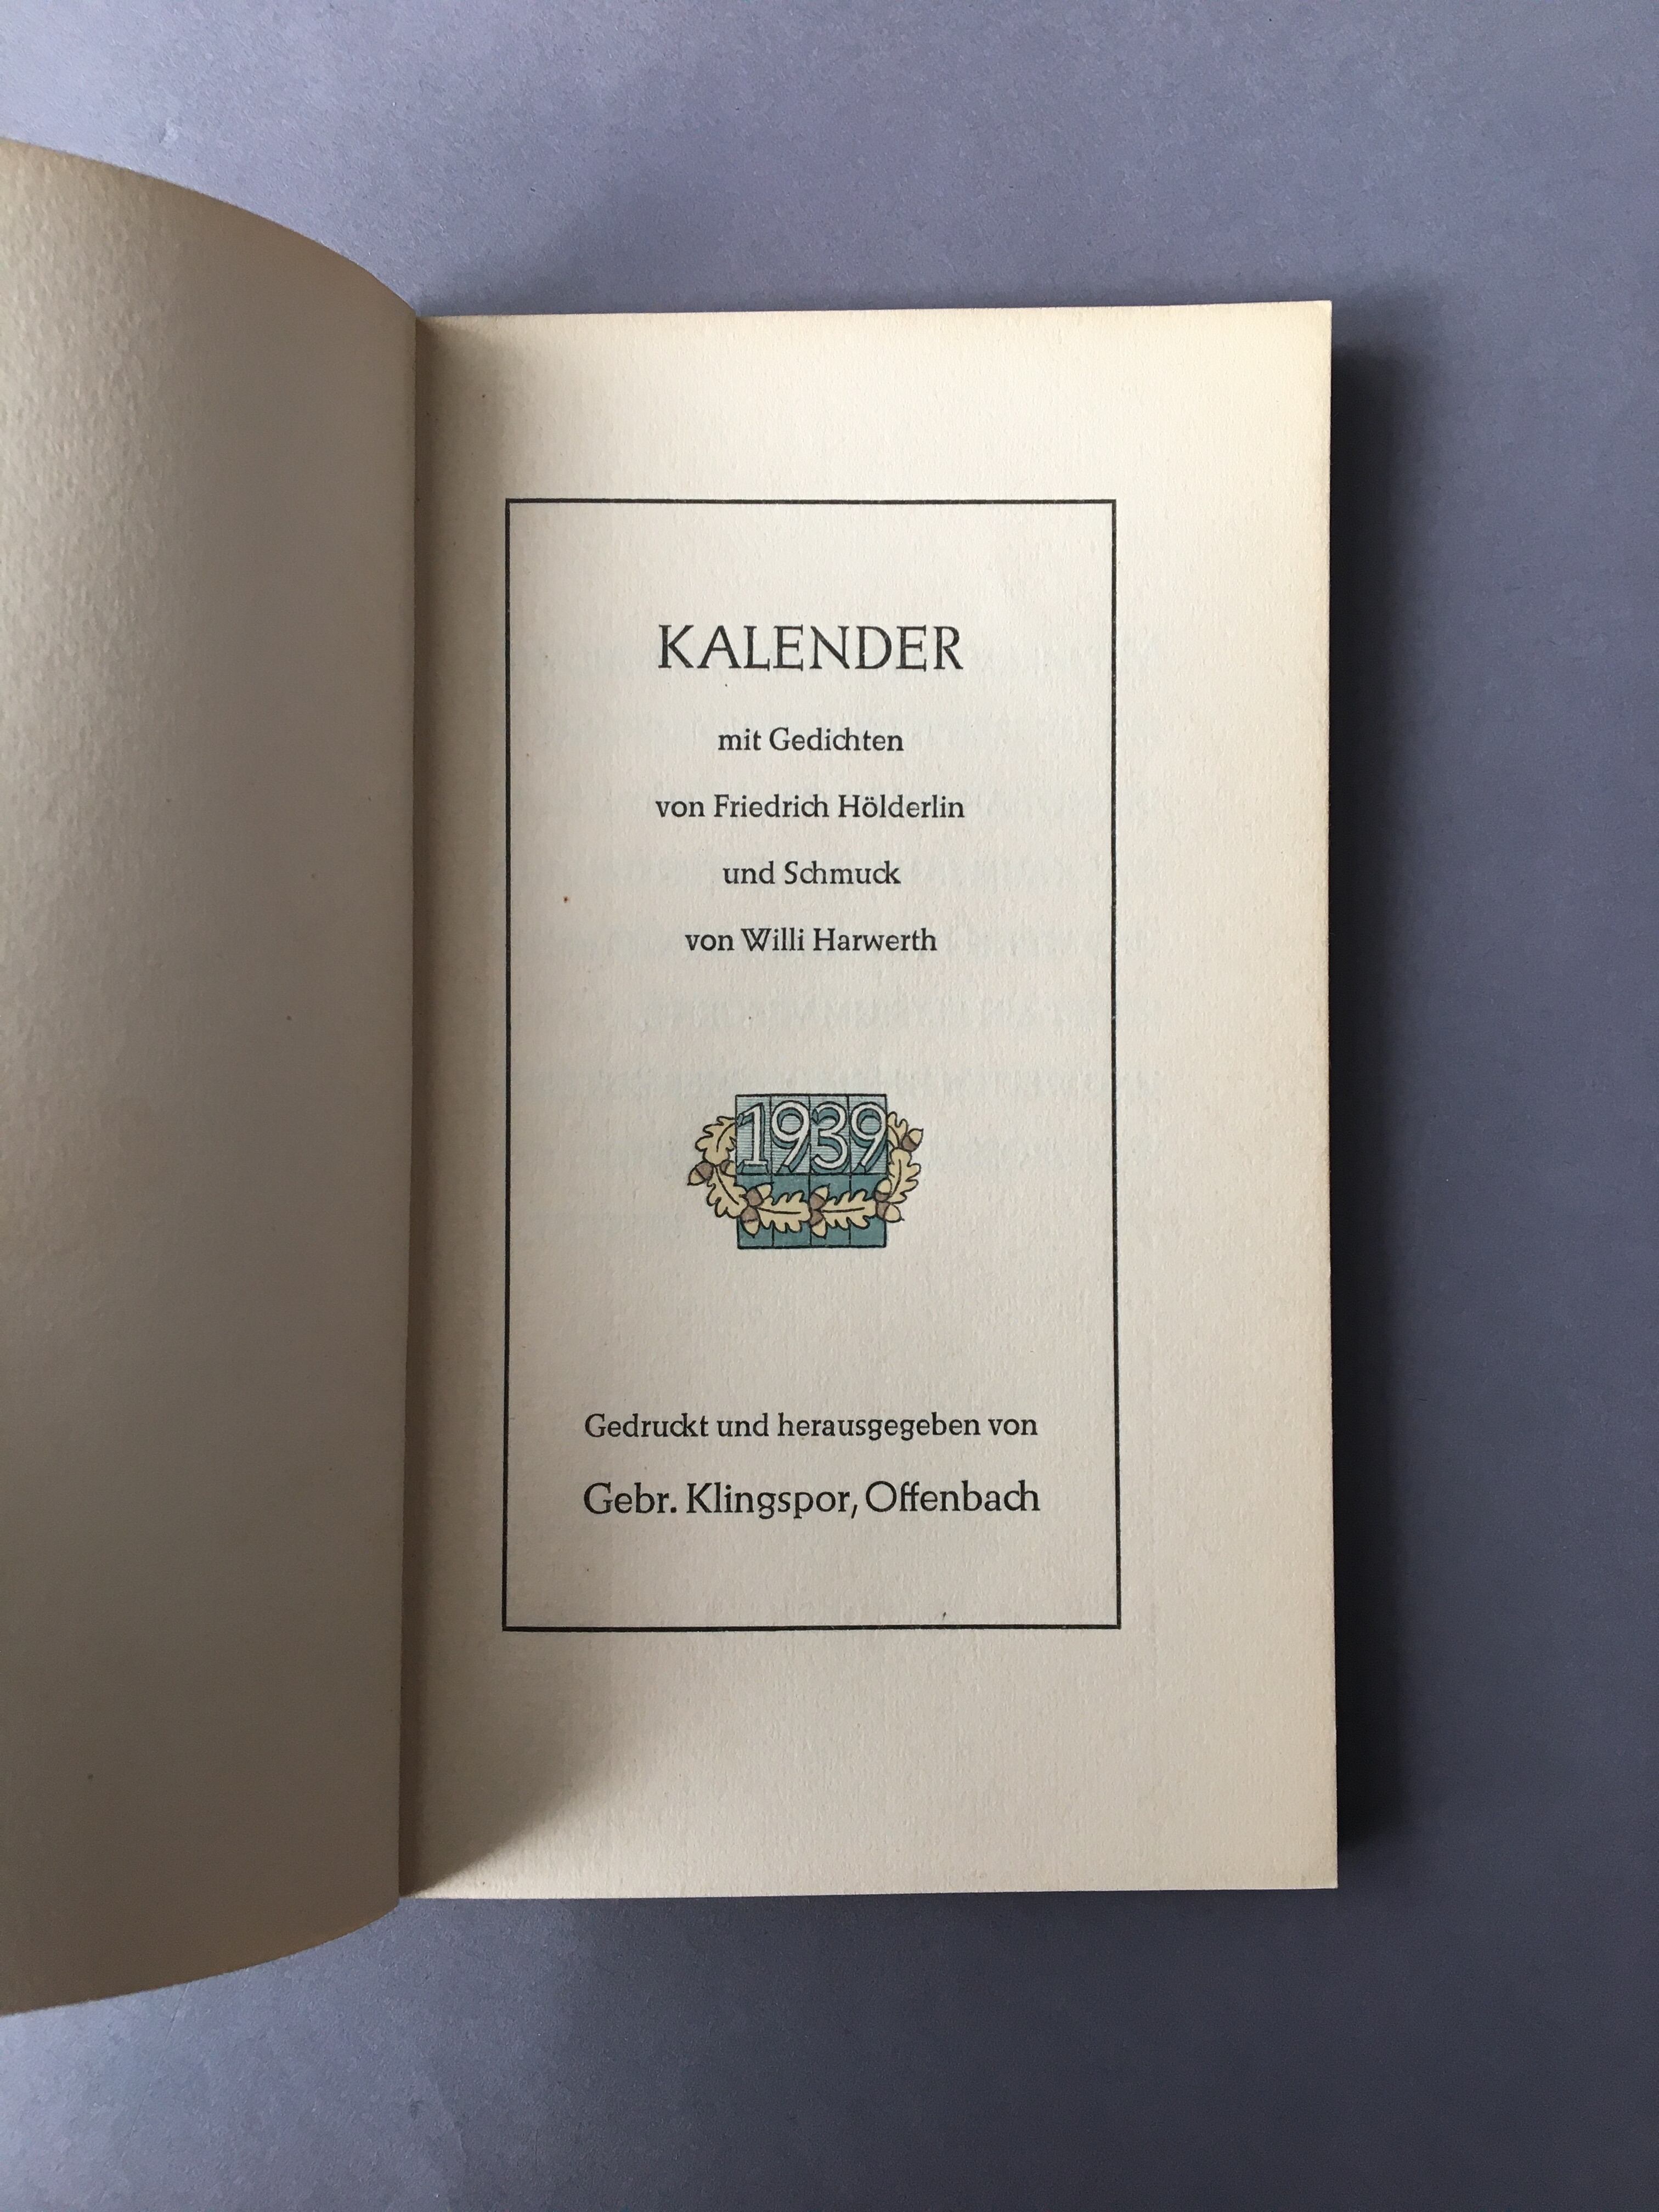 KALENDER
mit Gedichten
von Friedrich Hölderlin
und Schmuck
von Willi Harwerth
1939
Gedruckt und herausgegeben von
Gebr. Klingspor, Offenbach